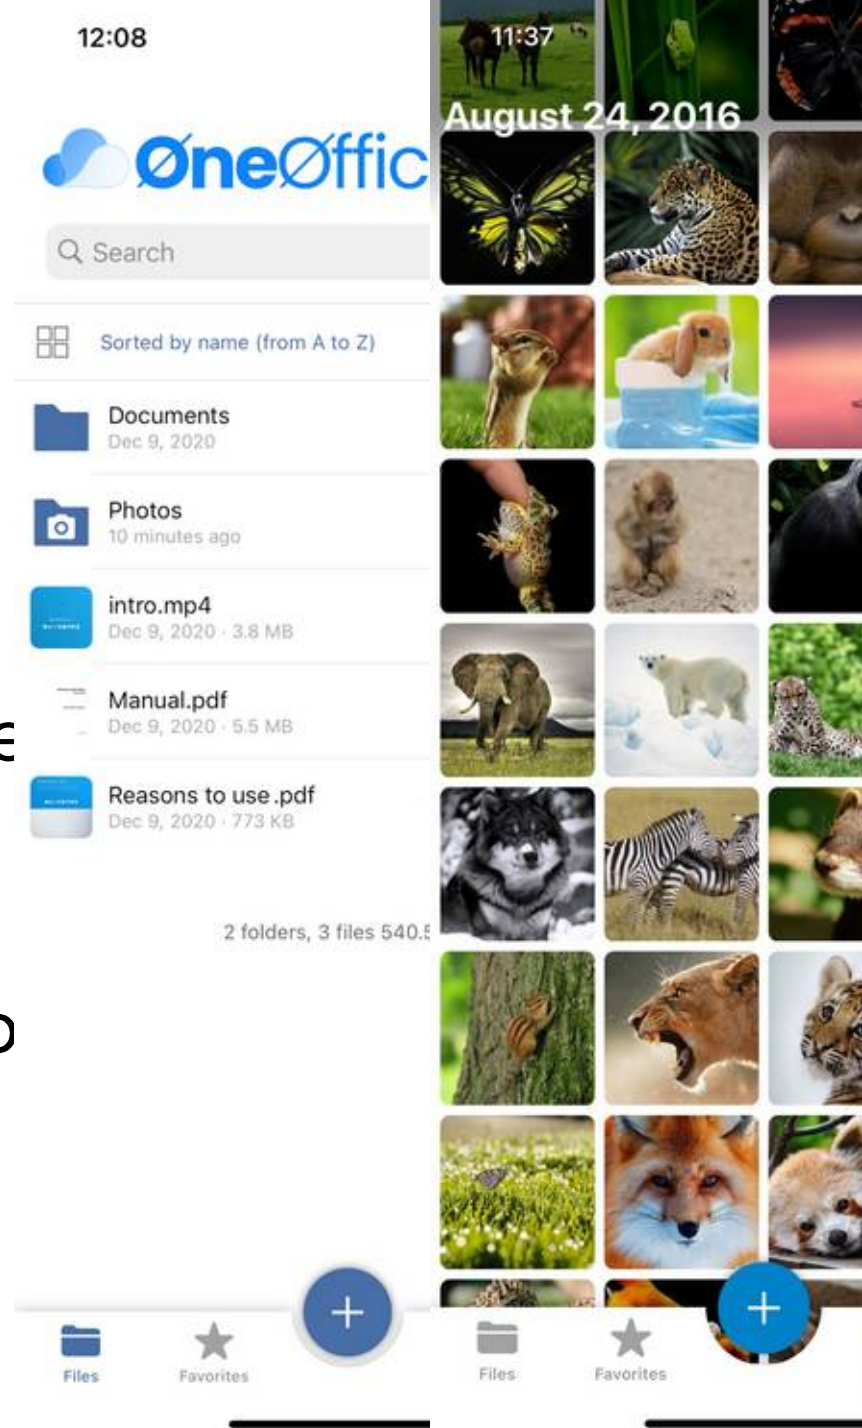 12:08
ØneØffic
Search
Sorted by name (from A to Z)
Documents
Dec 9, 2020
Photos
10 minutes ago
intro.mp4
Dec 9, 2020 · 3.8 MB
Manual.pdf
Dec 9, 2020 · 5.5 MB
Reasons to use.pdf
Dec 9, 2020 · 773 KB
2 folders, 3 files 540.5
Files
Favorites
11:37
August 24, 2016
Files
Favorites